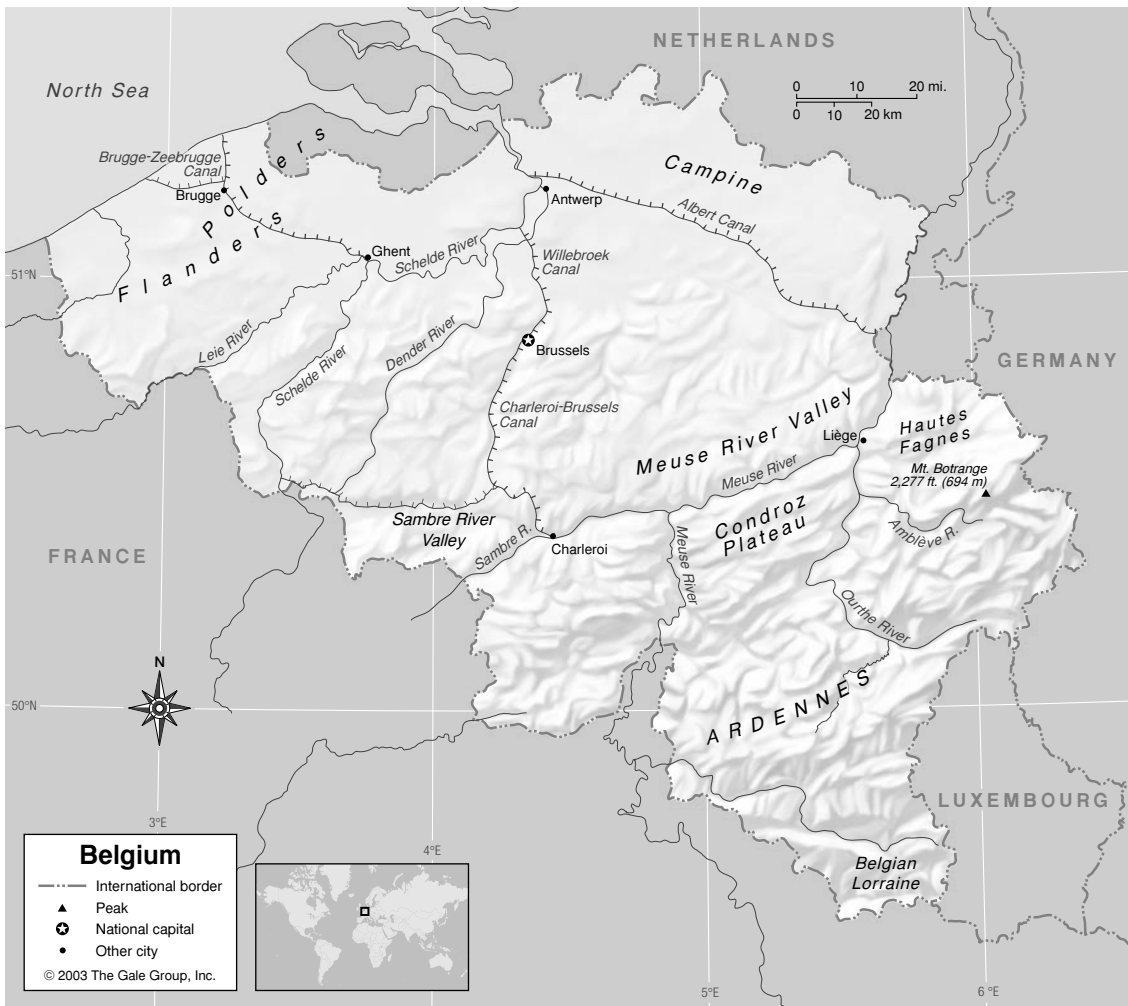 NETHERLANDS
North Sea
0 10 20 mi.
0 10 20 km
Polders
Campine
Brugge-Zeebrugge
Canal
Brugge
Antwerp
Albert Canal
Flanders
Ghent
Schelde River
Willebroek
Canal
51°N
Leie River
Schelde River
Dender River
Brussels
GERMANY
Charleroi-Brussels
Canal
Meuse River Valley
Liège
Hautes
Fagnes
Mt. Botrange
2,277 ft. (694 m)
Meuse River
Condroz
Plateau
Sambre River
Valley
Sambre R.
Charleroi
Meuse River
Amblève R.
FRANCE
Ourthe River
N
50°N
ARDENNES
LUXEMBOURG
3°E
4°E
Belgian
Lorraine
5°E
6°E
Belgium
International border
Peak
National capital
Other city
© 2003 The Gale Group, Inc.